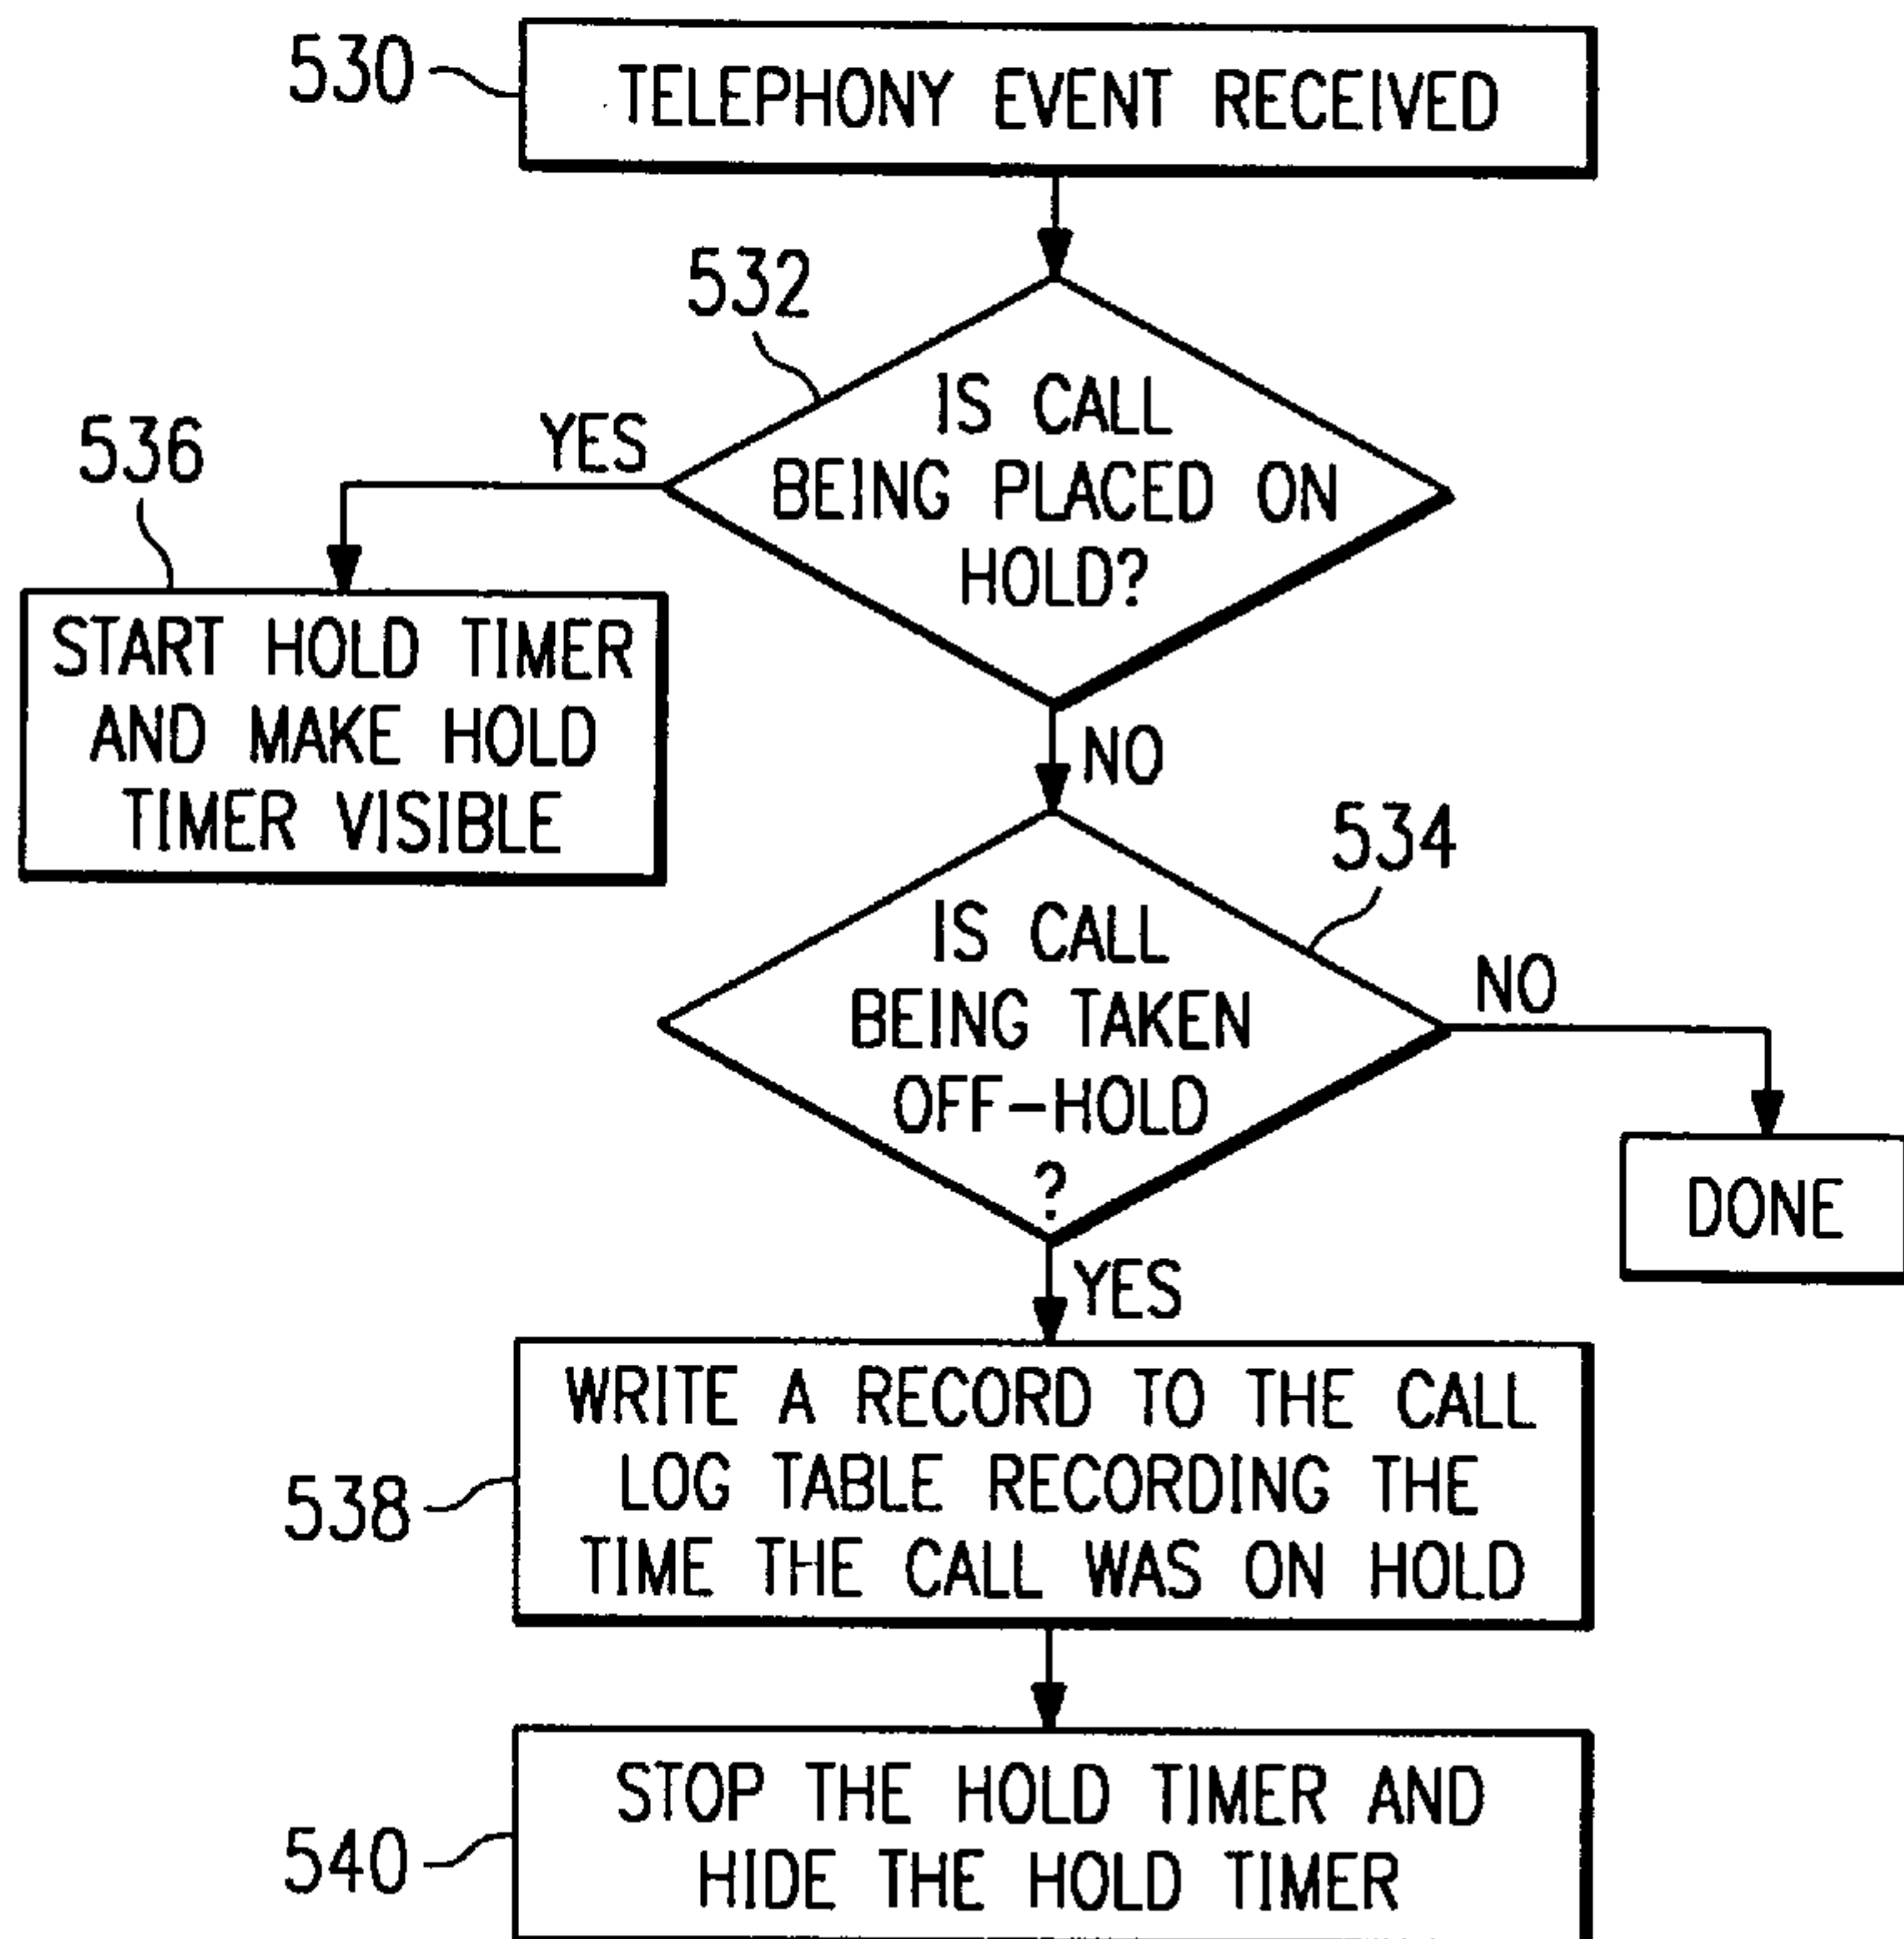 530
TELEPHONY EVENT RECEIVED
532
IS CALL
BEING PLACED ON
HOLD?
YES
536
START HOLD TIMER
AND MAKE HOLD
TIMER VISIBLE
NO
534
IS CALL
BEING TAKEN
OFF-HOLD
?
NO
DONE
YES
538
WRITE A RECORD TO THE CALL
LOG TABLE RECORDING THE
TIME THE CALL WAS ON HOLD
540
STOP THE HOLD TIMER AND
HIDE THE HOLD TIMER